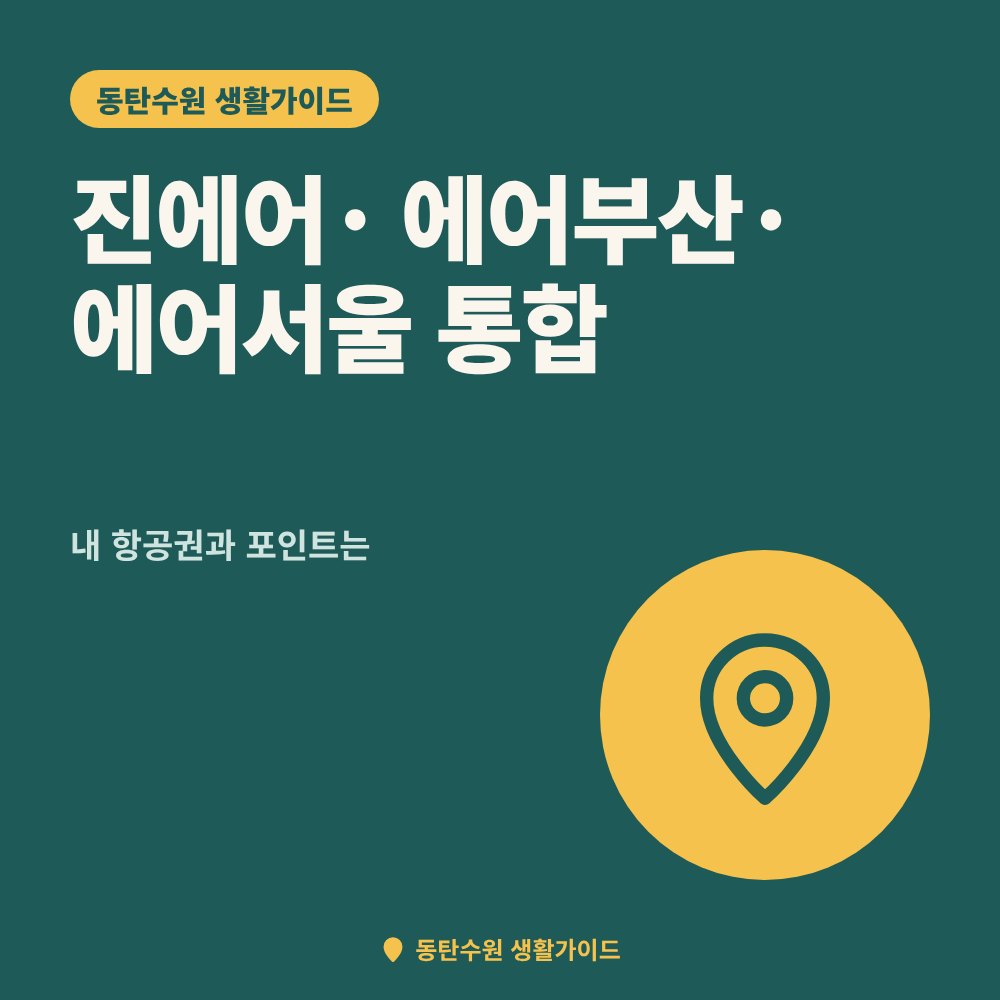 동탄수원 생활가이드
진에어· 에어부산·
에어서울 통합
내 항공권과 포인트는
동탄수원 생활가이드